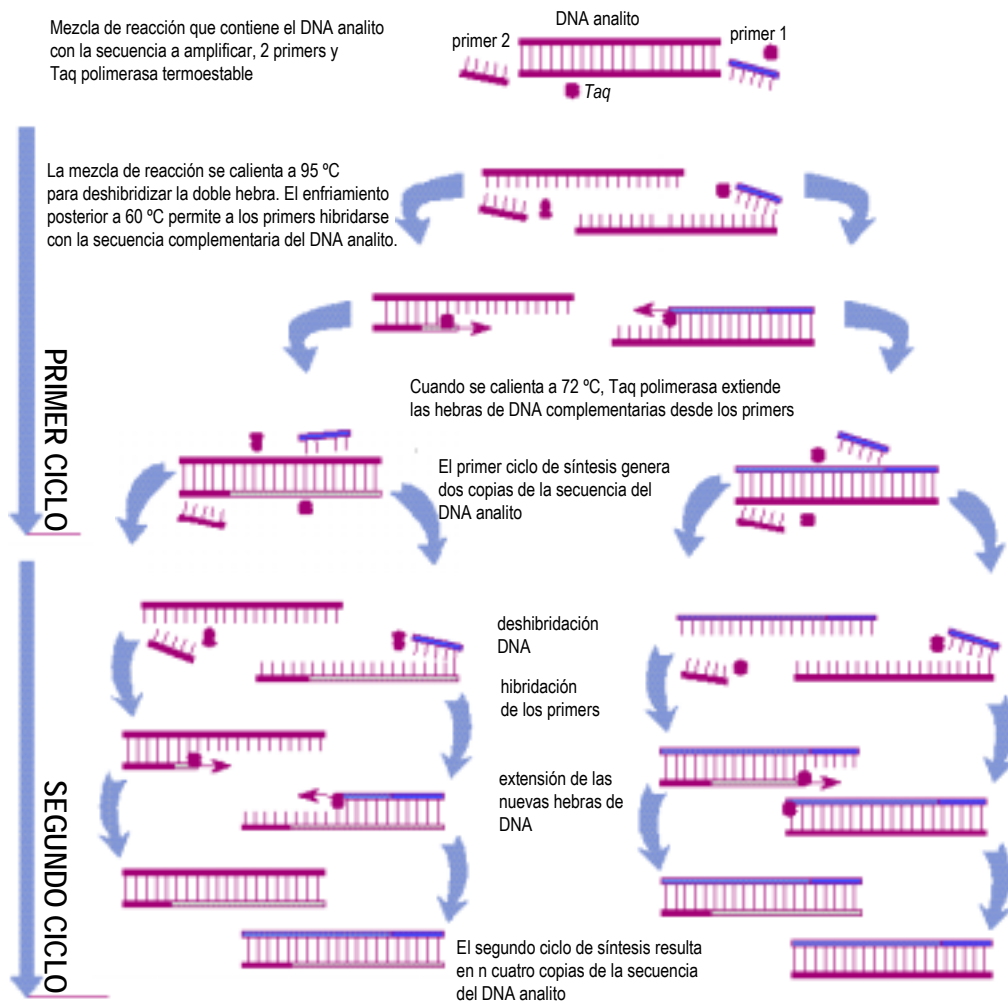 Mezcla de reacción que contiene el DNA analito
con la secuencia a amplificar, 2 primers y
Taq polimerasa termoestable
DNA analito
primer 2
primer 1
Taq
La mezcla de reacción se calienta a 95 ºC
para deshibridizar la doble hebra. El enfriamiento
posterior a 60 ºC permite a los primers hibridarse
con la secuencia complementaria del DNA analito.
PRIMER CICLO
Cuando se calienta a 72 ºC, Taq polimerasa extiende
las hebras de DNA complementarias desde los primers
El primer ciclo de síntesis genera
dos copias de la secuencia del
DNA analito
SEGUNDO CICLO
deshibridación
DNA
hibridación
de los primers
extensión de las
nuevas hebras de
DNA
El segundo ciclo de síntesis resulta
en n cuatro copias de la secuencia
del DNA analito